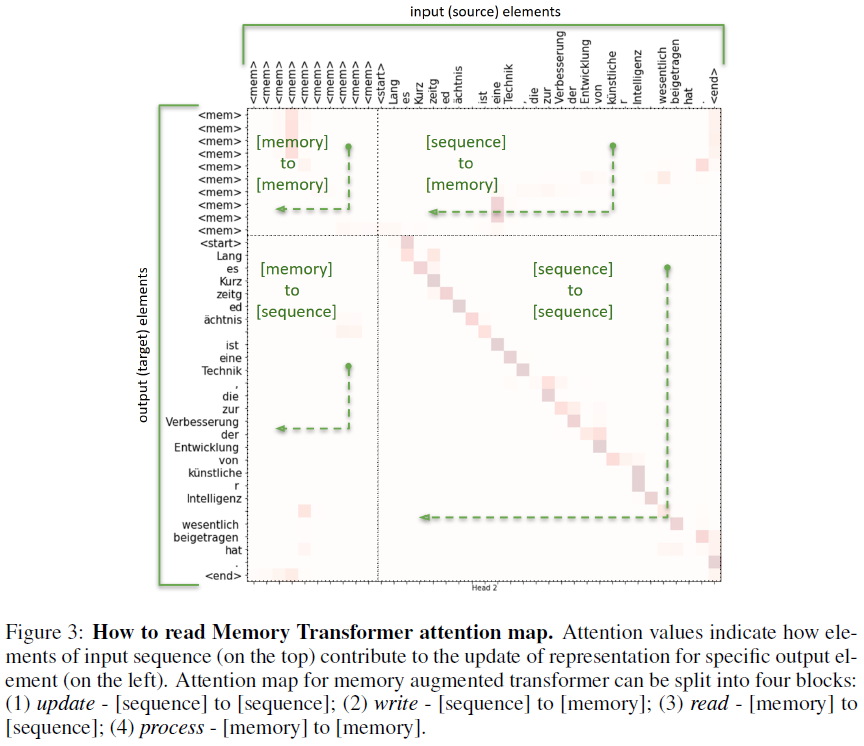 input (source) elements
<mem>
<mem>
<mem>
<mem>
<mem>
<mem>
<mem>
<mem>
<mem>
<mem>
<start>
Lang
es
Kurz
zeitg
ed
ächtnis
ist
eine
Technik
,
die
zur
Verbesserung
der
Entwicklung
von
künstliche
r
Intelligenz
wesentlich
beigetragen
hat
.
<end>
output (target) elements
<mem>
<mem>
<mem>
<mem>
<mem>
<mem>
<mem>
<mem>
<mem>
<mem>
<start>
Lang
es
Kurz
zeitg
ed
ächtnis
ist
eine
Technik
,
die
zur
Verbesserung
der
Entwicklung
von
künstliche
r
Intelligenz
wesentlich
beigetragen
hat
.
<end>
[memory]
to
[memory]
[sequence]
to
[memory]
[memory]
to
[sequence]
[sequence]
to
[sequence]
Head 2
Figure 3: How to read Memory Transformer attention map. Attention values indicate how ele-
ments of input sequence (on the top) contribute to the update of representation for specific output el-
ement (on the left). Attention map for memory augmented transformer can be split into four blocks:
(1) update - [sequence] to [sequence]; (2) write - [sequence] to [memory]; (3) read - [memory] to
[sequence]; (4) process - [memory] to [memory].